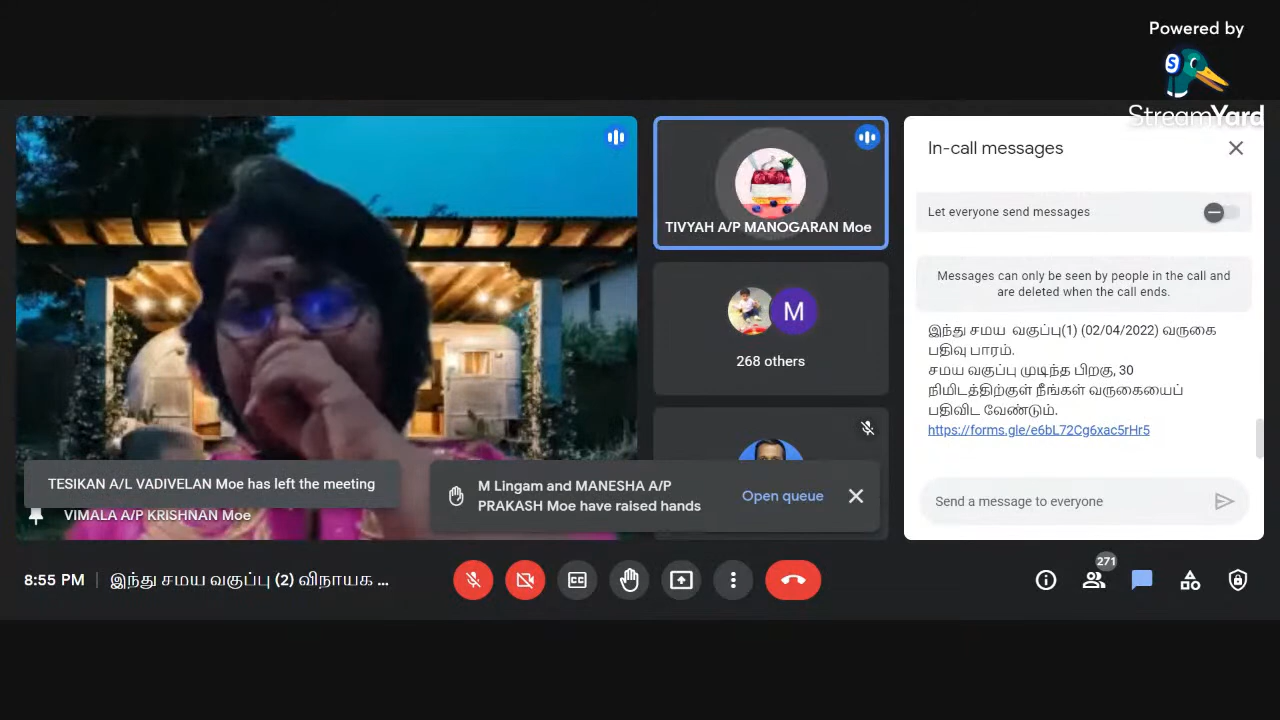 Powered by
StreamYard
In-call messages
Let everyone send messages
Messages can only be seen by people in the call and
are deleted when the call ends.
இந்து சமய வகுப்பு(1) (02/04/2022) வருகை
பதிவு பாரம்.
சமய வகுப்பு முடிந்த பிறகு, 30
நிமிடத்திற்குள் நீங்கள் வருகையைப்
பதிவிட வேண்டும்.
https://forms.gle/e6bL72Cg6xac5rHr5
Send a message to everyone
TIVYAH A/P MANOGARAN Moe
M
268 others
TESIKAN A/L VADIVELAN Moe has left the meeting
VIMALA A/P KRISHNAN Moe
M Lingam and MANESHA A/P
PRAKASH Moe have raised hands
Open queue
8:55 PM | இந்து சமய வகுப்பு (2) விநாயக ...
CC
271